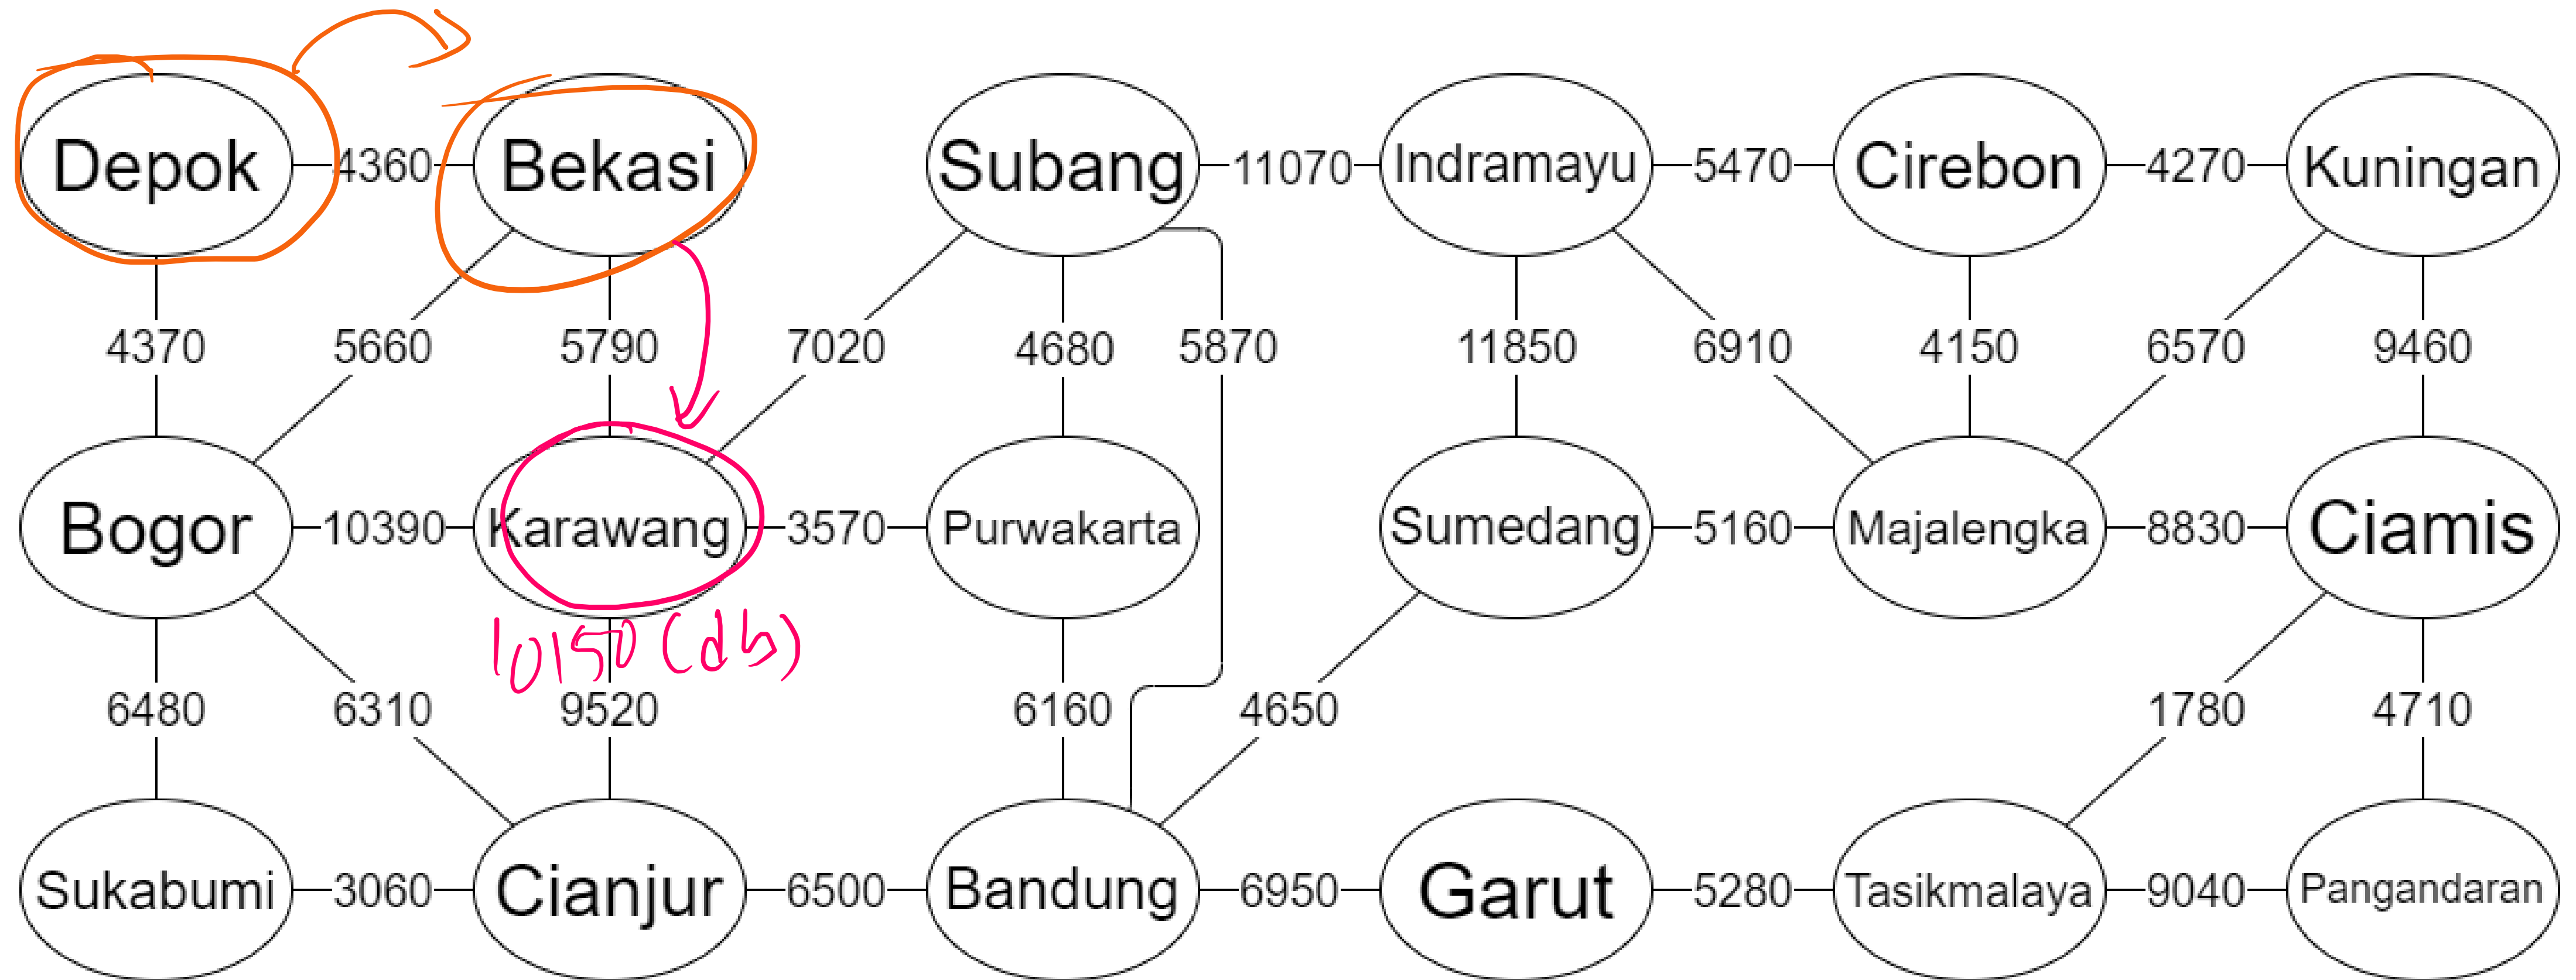 Depok 4360 Bekasi Subang 11070 Indramayu 5470 Cirebon 4270 Kuningan
4370 5660 5790 7020 4680 5870 11850 6910 4150 6570 9460
Bogor 10390 Karawang 3570 Purwakarta Sumedang 5160 Majalengka 8830 Ciamis
10150 (db)
6480 6310 9520 6160 4650 1780 4710
Sukabumi 3060 Cianjur 6500 Bandung 6950 Garut 5280 Tasikmalaya 9040 Pangandaran